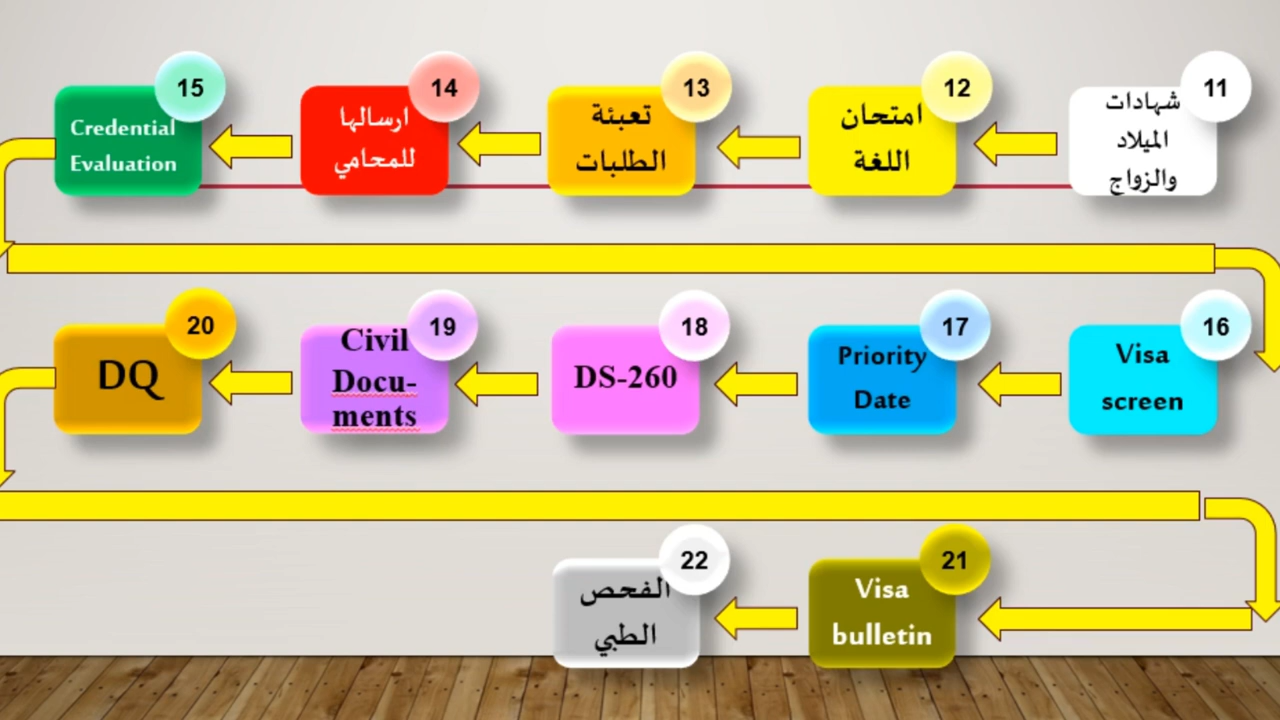 11
شهادات
الميلاد
والزواج
12
امتحان
اللغة
13
تعبئة
الطلبات
14
ارسالها
للمحامي
15
Credential
Evaluation
16
Visa
screen
17
Priority
Date
18
DS-260
19
Civil
Docu-
ments
20
DQ
21
Visa
bulletin
22
الفحص
الطبي